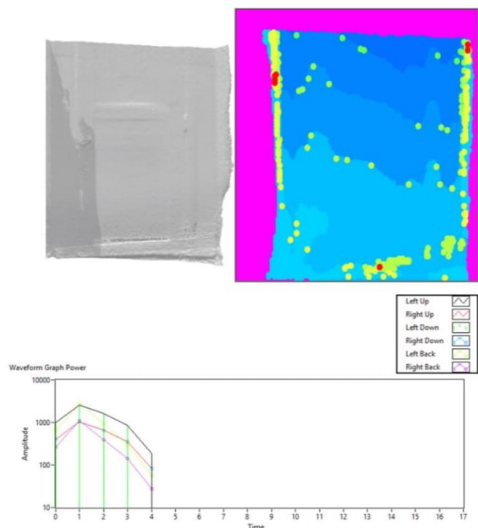 Left Up
Right Up
Left Down
Right Down
Left Back
Right Back
Waveform Graph Power
10000
1000
100
10
Amplitude
0 1 2 3 4 5 6 7 8 9 10 11 12 13 14 15 16 17
Time